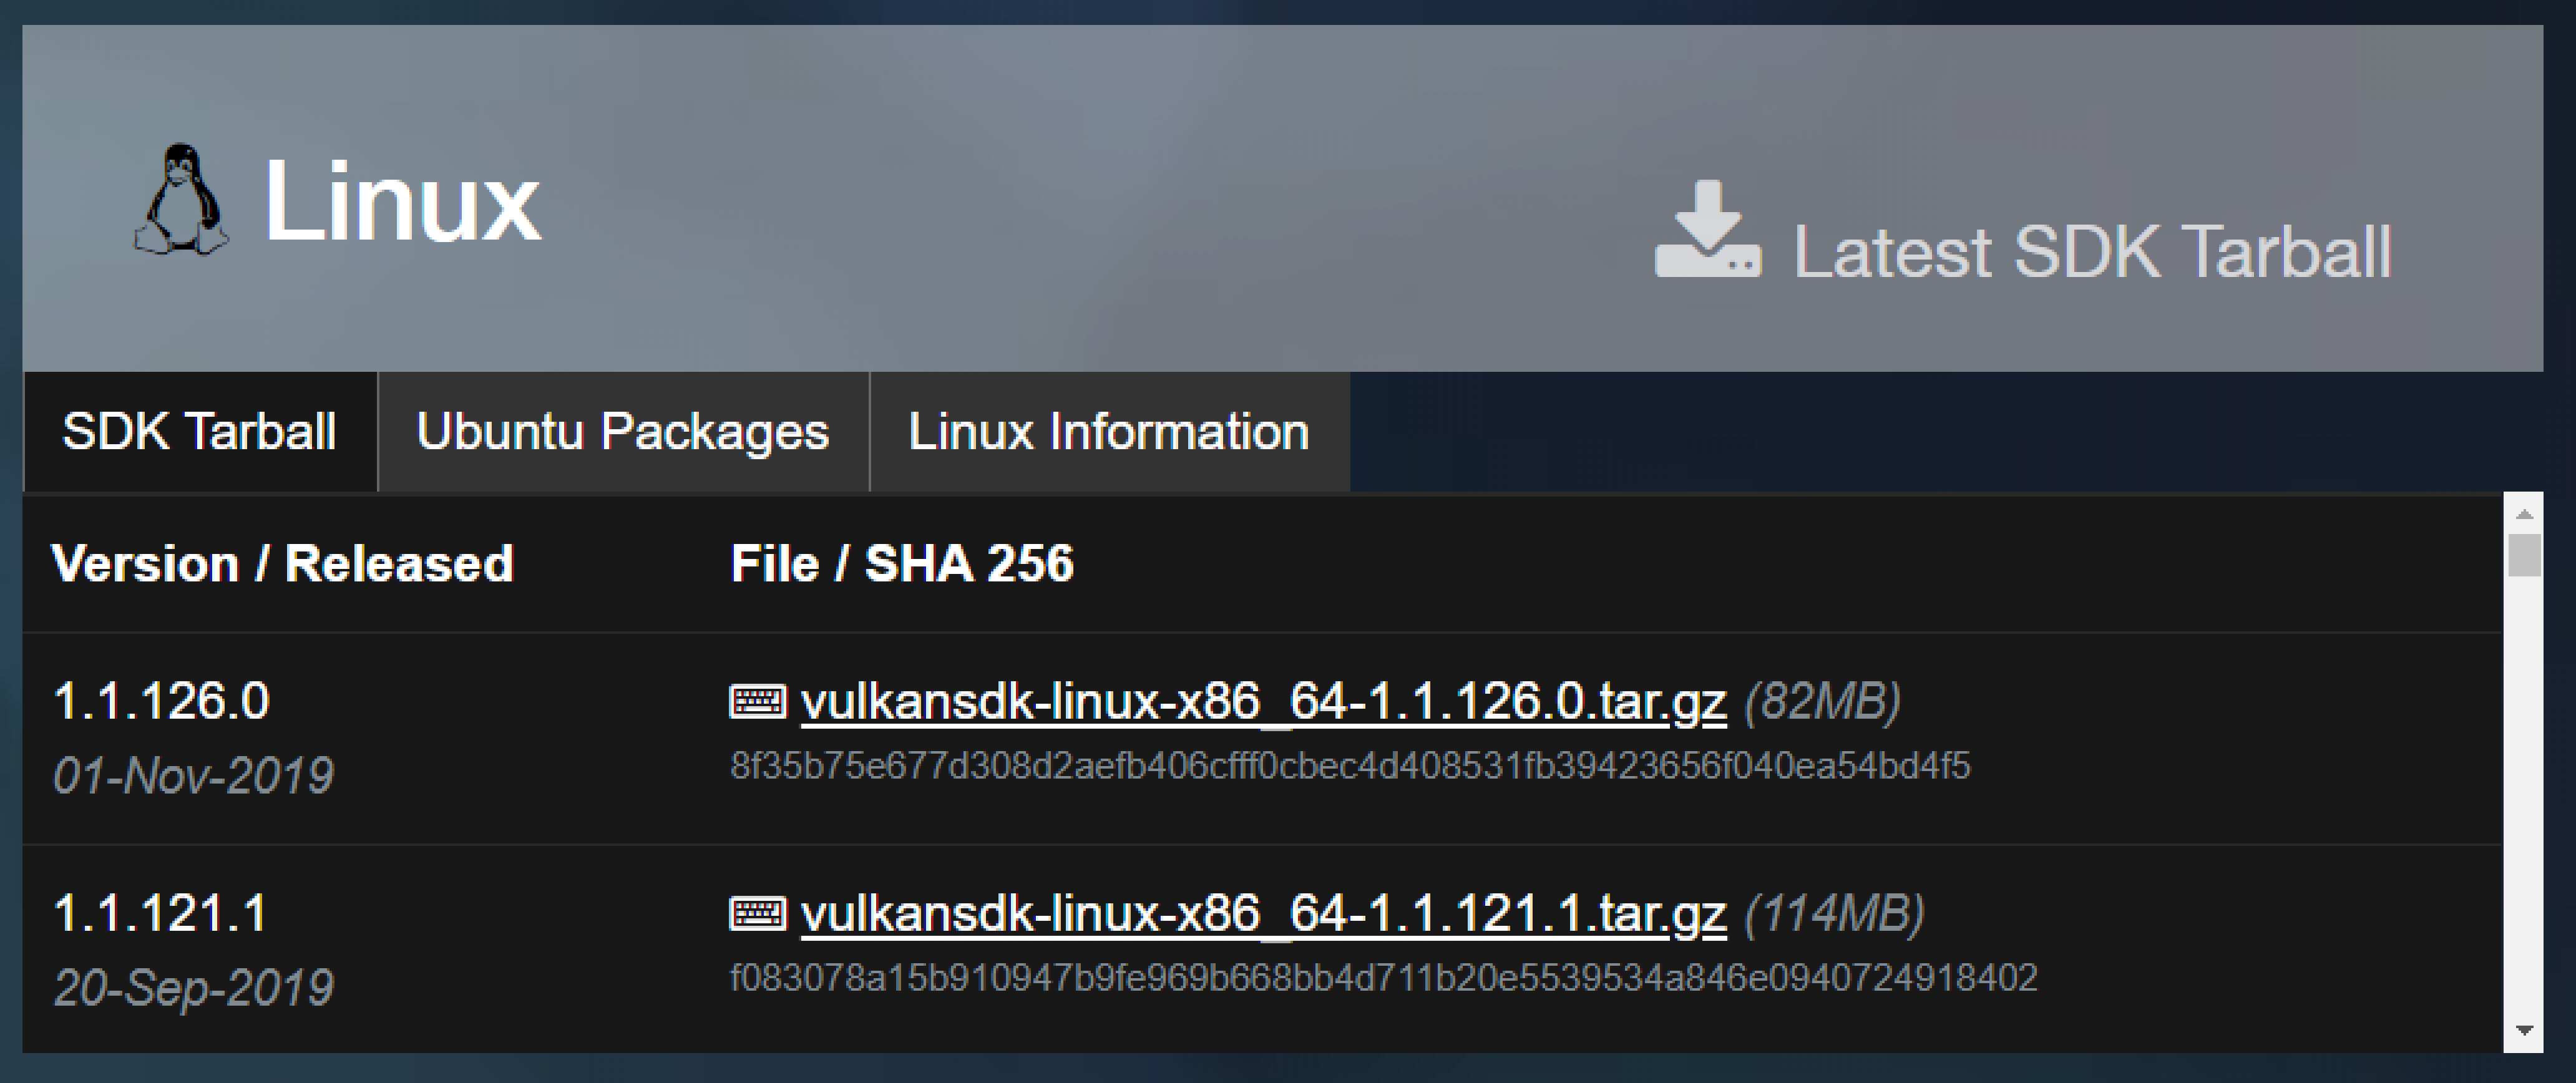 Linux
Latest SDK Tarball
SDK Tarball
Ubuntu Packages
Linux Information
Version / Released
File / SHA 256
1.1.126.0
vulkansdk-linux-x86_64-1.1.126.0.tar.gz (82MB)
01-Nov-2019
8f35b75e677d308d2aefb406cfff0cbec4d408531fb39423656f040ea54bd4f5
1.1.121.1
vulkansdk-linux-x86_64-1.1.121.1.tar.gz (114MB)
20-Sep-2019
f083078a15b910947b9fe969b668bb4d711b20e5539534a846e0940724918402